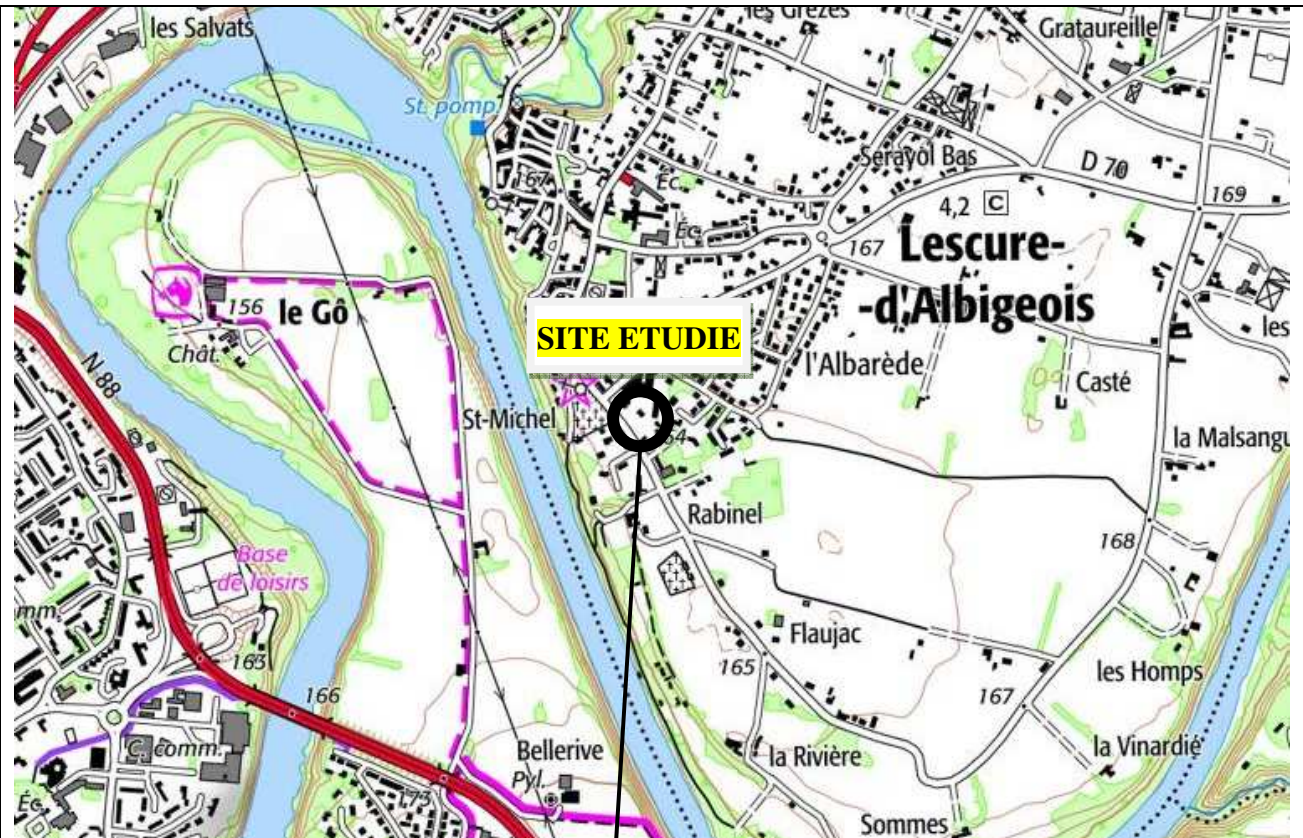 les Salvats
les Grèzes
Grataureille
St. pomp.
Serayol Bas
167
Éc.
D 70
4,2 C
169
Éc.
167
Lescure-
-d'Albigeois
156
le Gô
les
SITE ETUDIE
Chât.
l'Albarède
Casté
N 88
St-Michel
la Malsangu
64
Rabinel
168
Base
de loisirs
mm.
Flaujac
165
163
les Homps
166
167
C. comm.
Bellerive
la Rivière
la Vinardié
Pyl.
173
Éc.
Sommes